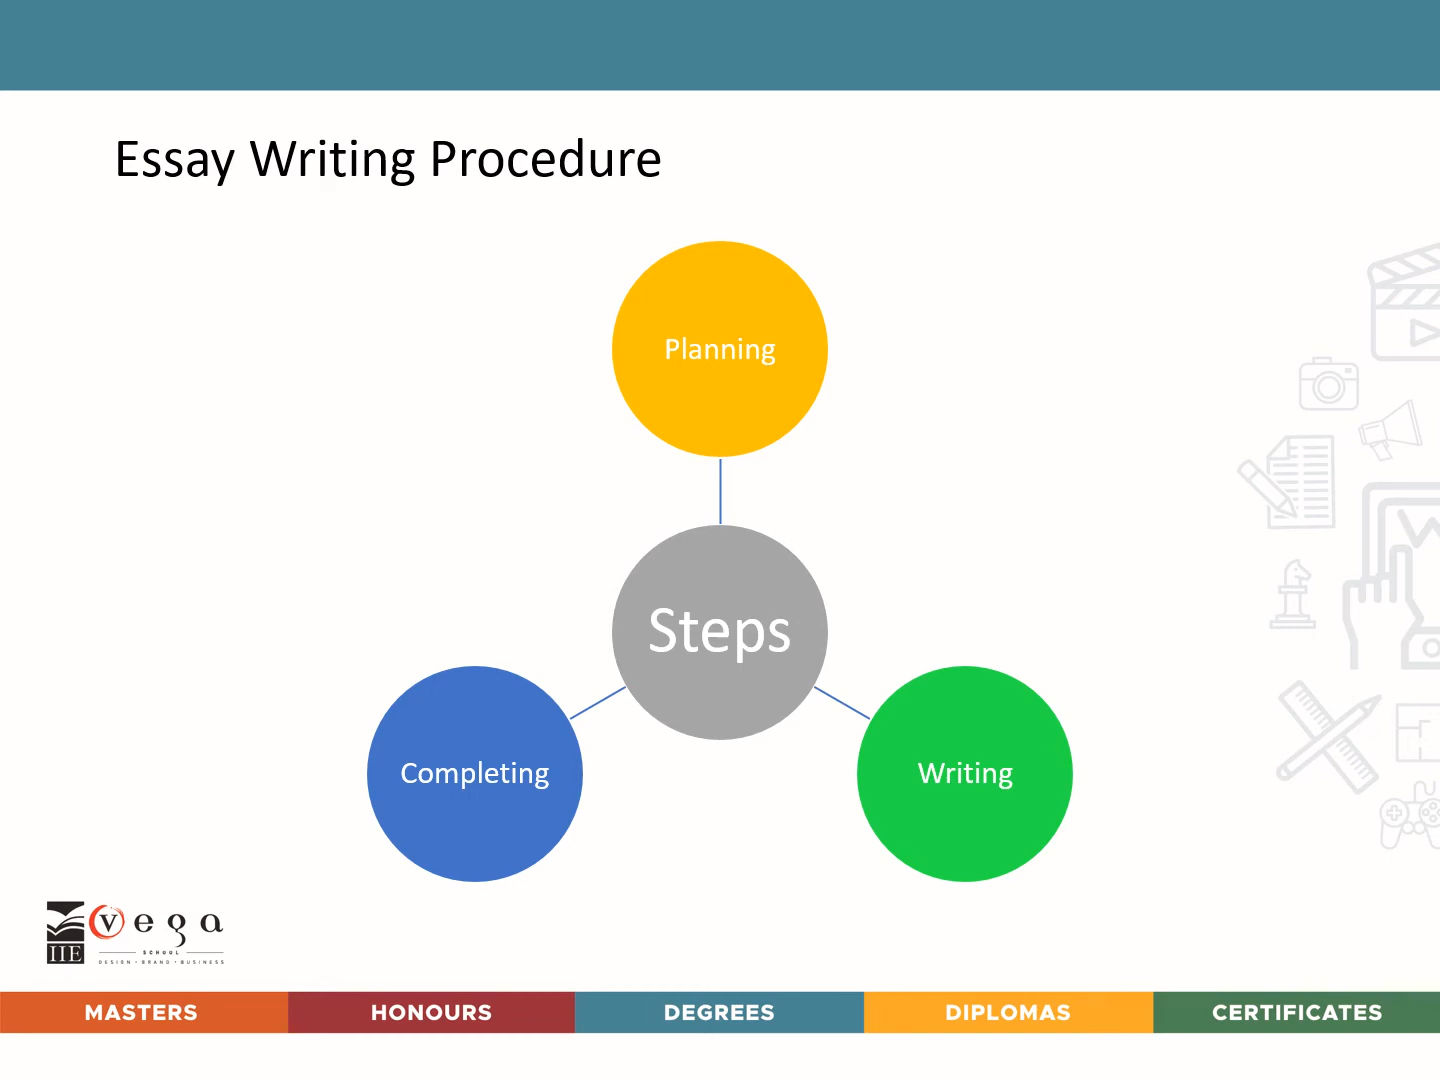 Essay Writing Procedure
Planning
Steps
Completing
Writing
IIE
vega
SCHOOL
DESIGN • BRAND • BUSINESS
MASTERS
HONOURS
DEGREES
DIPLOMAS
CERTIFICATES